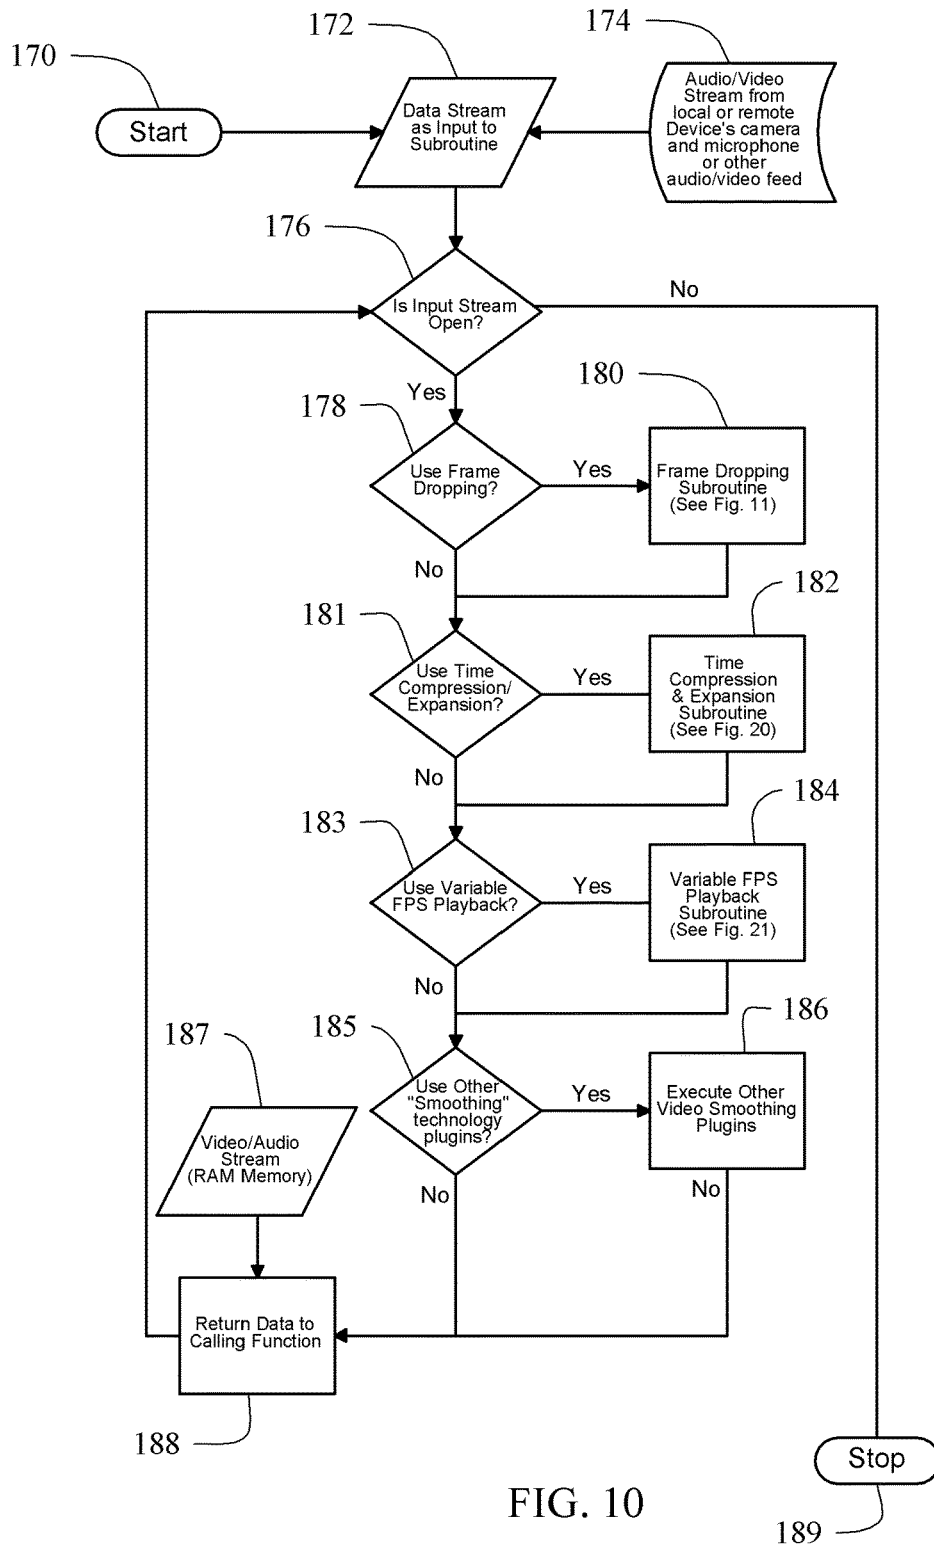 172
174
170
Start
Data Stream
as Input to
Subroutine
Audio/Video
Stream from
local or remote
Device's camera
and microphone
or other
audio/video feed
176
Is Input Stream
Open?
No
Yes
178
180
Use Frame
Dropping?
Yes
Frame Dropping
Subroutine
(See Fig. 11)
No
181
182
Use Time
Compression/
Expansion?
Yes
Time
Compression
& Expansion
Subroutine
(See Fig. 20)
No
183
184
Use Variable
FPS Playback?
Yes
Variable FPS
Playback
Subroutine
(See Fig. 21)
No
185
186
187
Use Other
"Smoothing"
technology
plugins?
Yes
Execute Other
Video Smoothing
Plugins
Video/Audio
Stream
(RAM Memory)
No
No
Return Data to
Calling Function
188
Stop
189
FIG. 10